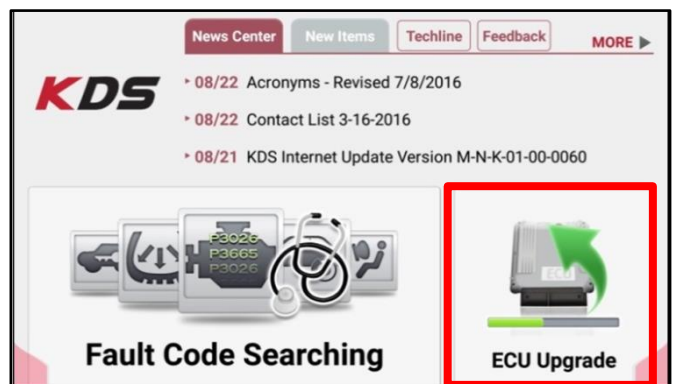 News Center New Items Techline Feedback MORE
KDS
08/22 Acronyms - Revised 7/8/2016
08/22 Contact List 3-16-2016
08/21 KDS Internet Update Version M-N-K-01-00-0060
P3026
P3665
P3026
ECU
Fault Code Searching
ECU Upgrade